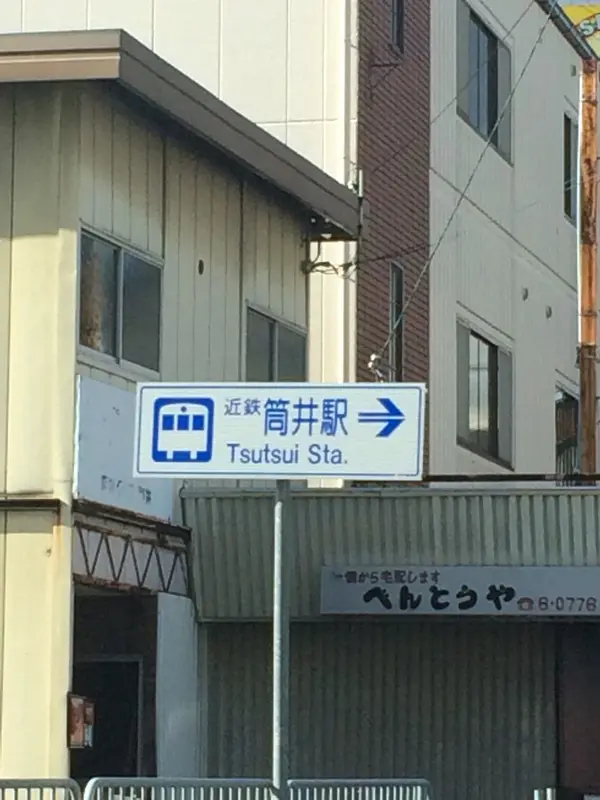 近鉄 筒井駅
Tsutsui Sta.
一個から宅配します
べんとうや ☎6-0776